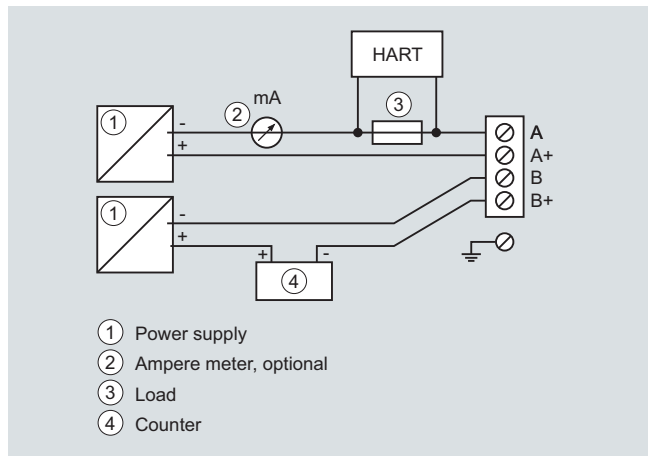 HART
mA
2
3
1
-
+
A
A+
B
B+
1
-
+
+ -
4
1 Power supply
2 Ampere meter, optional
3 Load
4 Counter